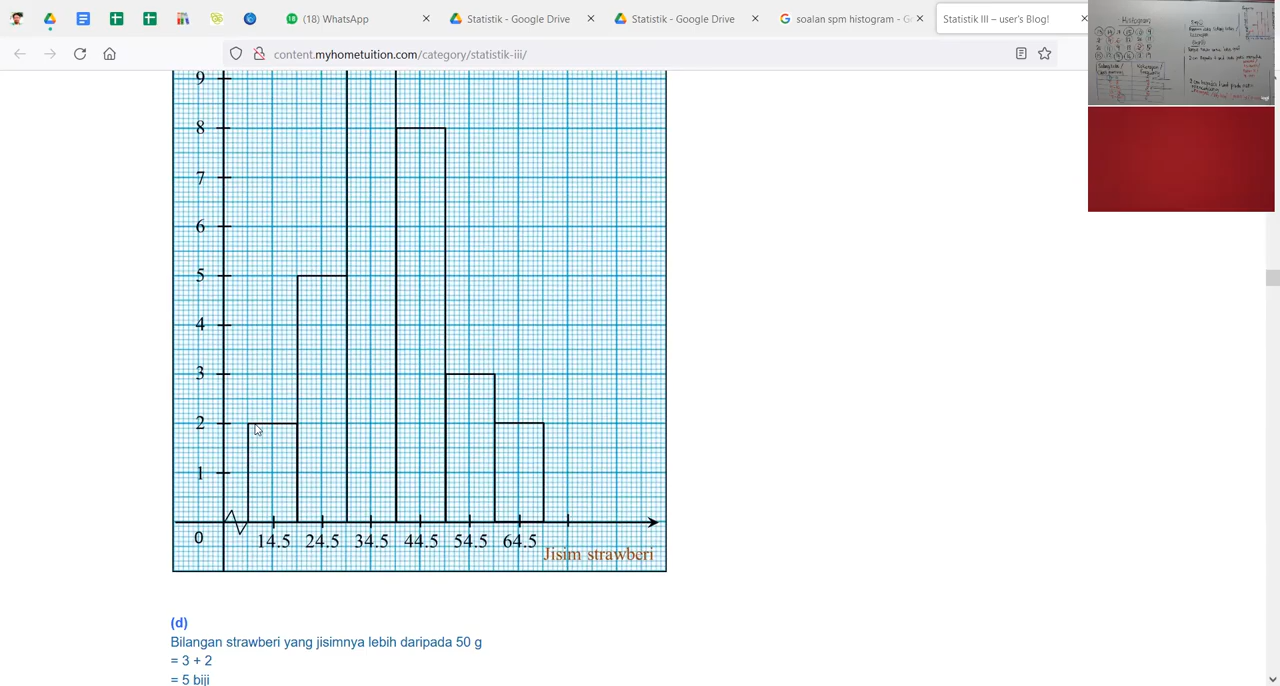 (18) WhatsApp
Statistik - Google Drive
Statistik - Google Drive
soalan spm histogram - G
Statistik III – user's Blog!
content.myhometuition.com/category/statistik-iii/
Histogram
9
8
7
6
5
4
3
2
1
0
14.5 24.5 34.5 44.5 54.5 64.5
Jisim strawberi
(d)
Bilangan strawberi yang jisimnya lebih daripada 50 g
= 3 + 2
= 5 biji